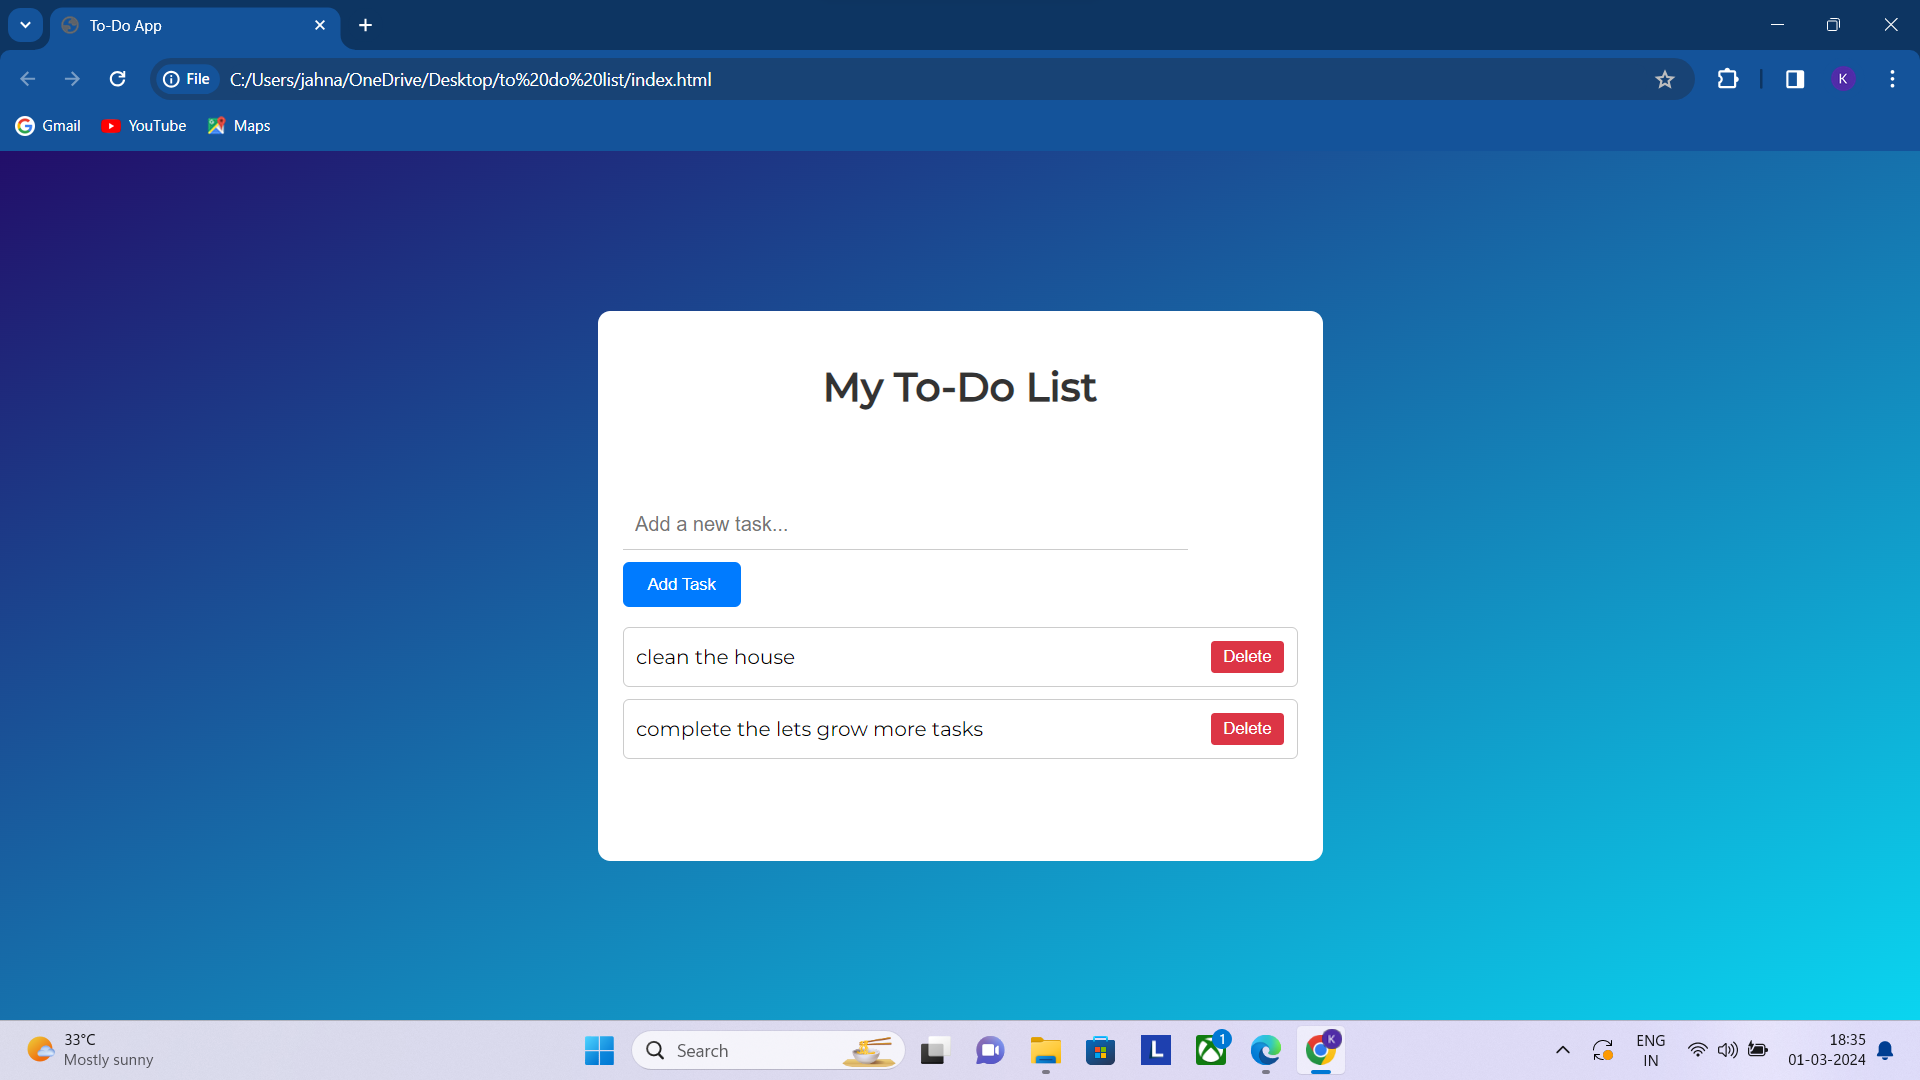 To-Do App
File
C:/Users/jahna/OneDrive/Desktop/to%20do%20list/index.html
K
Gmail
YouTube
Maps
My To-Do List
Add a new task...
Add Task
clean the house
Delete
complete the lets grow more tasks
Delete
33°C
Mostly sunny
Search
L
1
K
ENG
IN
18:35
01-03-2024